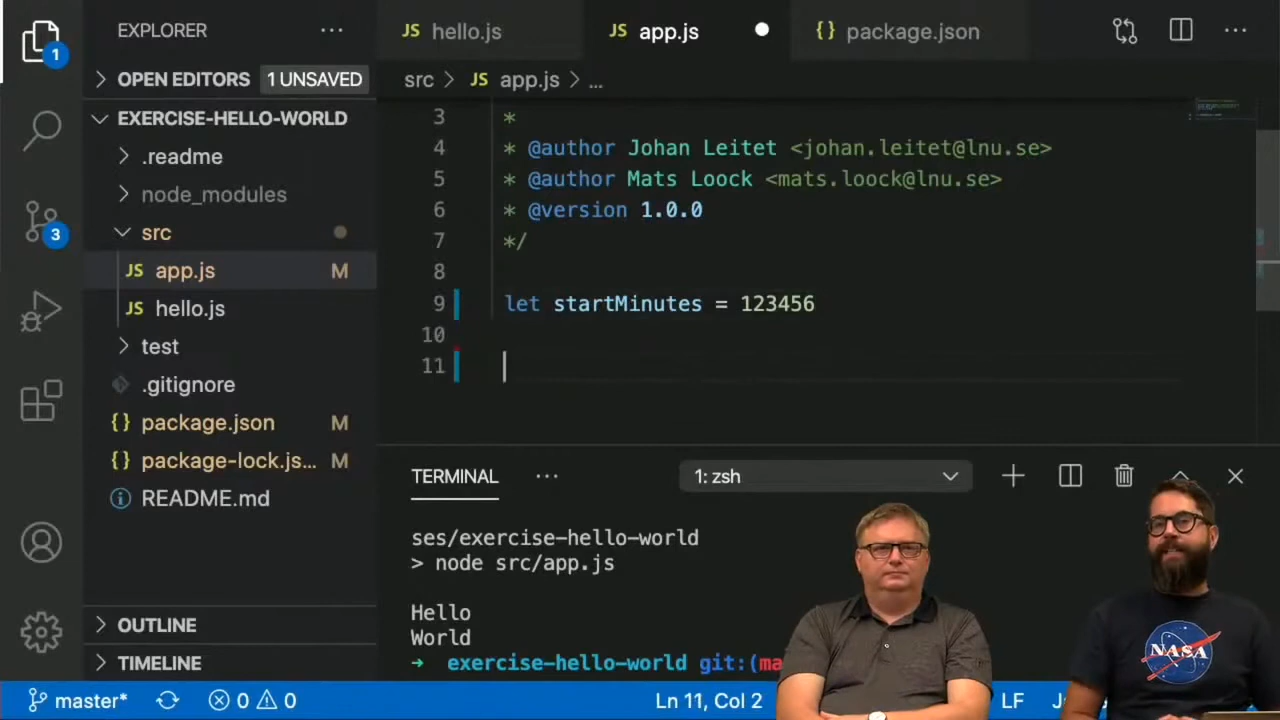 EXPLORER
hello.js
app.js
package.json
OPEN EDITORS 1 UNSAVED
src > JS app.js > ...
EXERCISE-HELLO-WORLD
.readme
node_modules
src
JS app.js M
JS hello.js
test
.gitignore
{} package.json M
{} package-lock.js... M
README.md
OUTLINE
TIMELINE
3 *
4 * @author Johan Leitet <johan.leitet@lnu.se>
5 * @author Mats Loock <mats.loock@lnu.se>
6 * @version 1.0.0
7 */
8
9 let startMinutes = 123456
10
11
TERMINAL ... 1: zsh
ses/exercise-hello-world
> node src/app.js
Hello
World
➜ exercise-hello-world git:(ma
NASA
1
3
master* 0 0 Ln 11, Col 2 LF